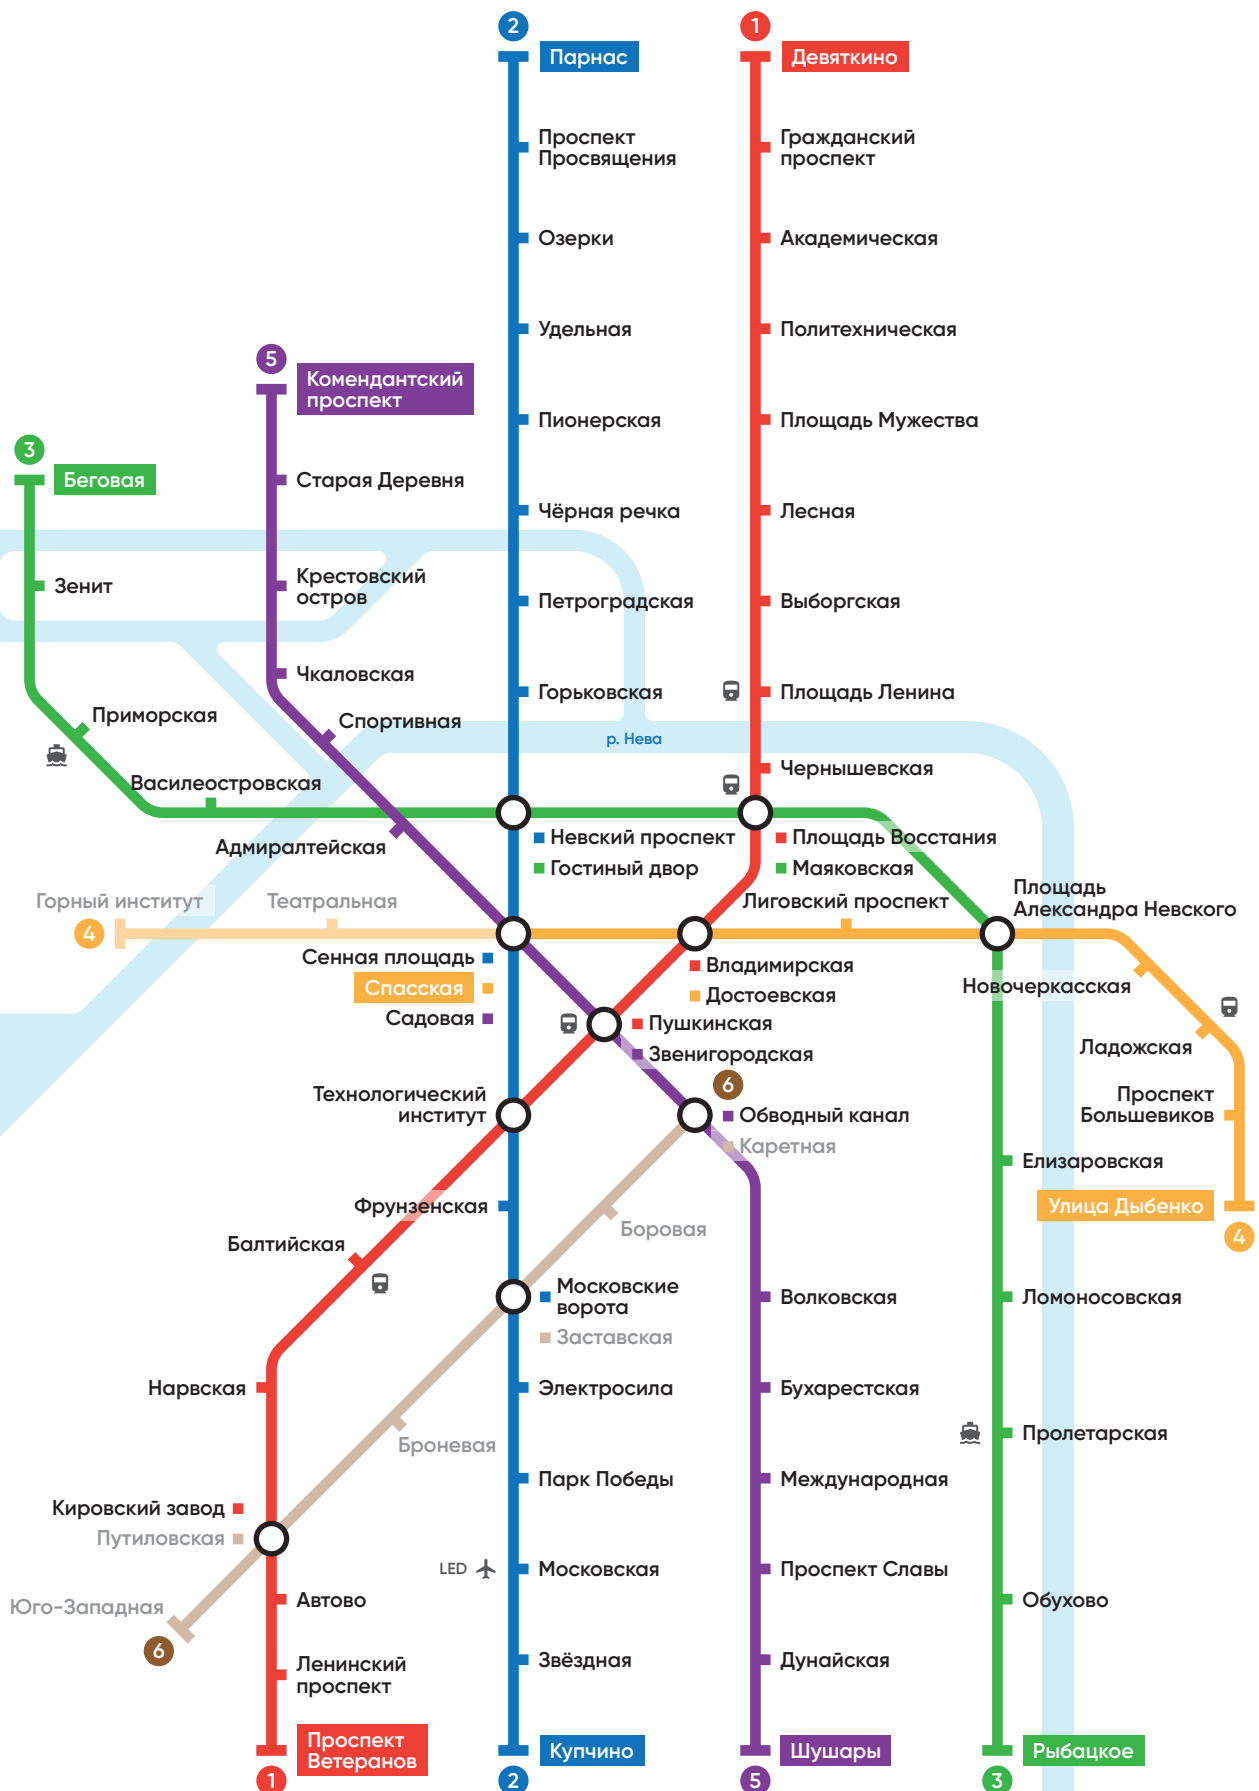 2
1
Парнас
Девяткино
Проспект
Просвящения
Гражданский
проспект
Озерки
Академическая
Удельная
Политехническая
5
Комендантский
проспект
Пионерская
Площадь Мужества
3
Беговая
Старая Деревня
Чёрная речка
Лесная
Зенит
Крестовский
остров
Петроградская
Выборгская
Чкаловская
Горьковская
Площадь Ленина
Приморская
Спортивная
р. Нева
Василеостровская
Чернышевская
Адмиралтейская
Невский проспект
Гостиный двор
Площадь Восстания
Маяковская
Горный институт
4
Театральная
Лиговский проспект
Площадь
Александра Невского
Сенная площадь
Спасская
Садовая
Владимирская
Достоевская
Новочеркасская
Пушкинская
Звенигородская
Ладожская
Технологический
институт
6
Обводный канал
Каретная
Проспект
Большевиков
Елизаровская
Фрунзенская
Боровая
Улица Дыбенко
4
Балтийская
Московские
ворота
Заставская
Волковская
Ломоносовская
Нарвская
Электросила
Бухарестская
Броневая
Пролетарская
Парк Победы
Международная
Кировский завод
Путиловская
LED
Московская
Проспект Славы
Юго-Западная
6
Автово
Обухово
Ленинский
проспект
Звёздная
Дунайская
Проспект
Ветеранов
Купчино
Шушары
Рыбацкое
1
2
5
3